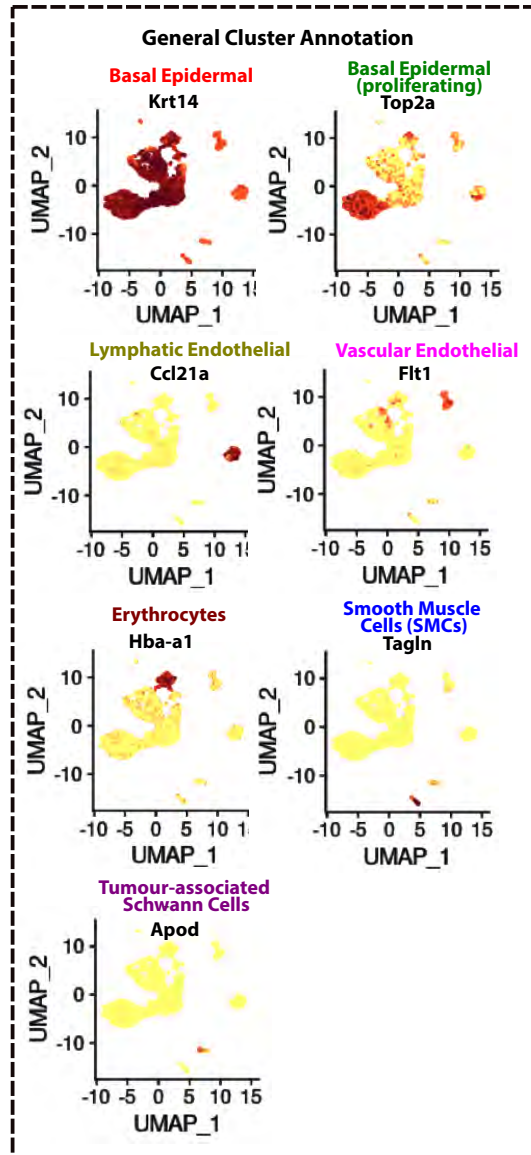 General Cluster Annotation
Basal Epidermal
Krt14
UMAP_2
10
0
-10
-10 -5 0 5 10 15
UMAP_1
Basal Epidermal
(proliferating)
Top2a
UMAP_2
10
0
-10
-10 -5 0 5 10 15
UMAP_1
Lymphatic Endothelial
Ccl21a
UMAP_2
10
0
-10
-10 -5 0 5 10
UMAP_1
Vascular Endothelial
Flt1
UMAP_2
10
0
-10
-10 -5 0 5 10 15
UMAP_1
Erythrocytes
Hba-a1
UMAP_2
10
0
-10
-10 -5 0 5 10
UMAP_1
Smooth Muscle
Cells (SMCs)
Tagln
UMAP_2
10
0
-10
-10 -5 0 5 10 15
UMAP_1
Tumour-associated
Schwann Cells
Apod
UMAP_2
10
0
-10
-10 -5 0 5 10 15
UMAP_1